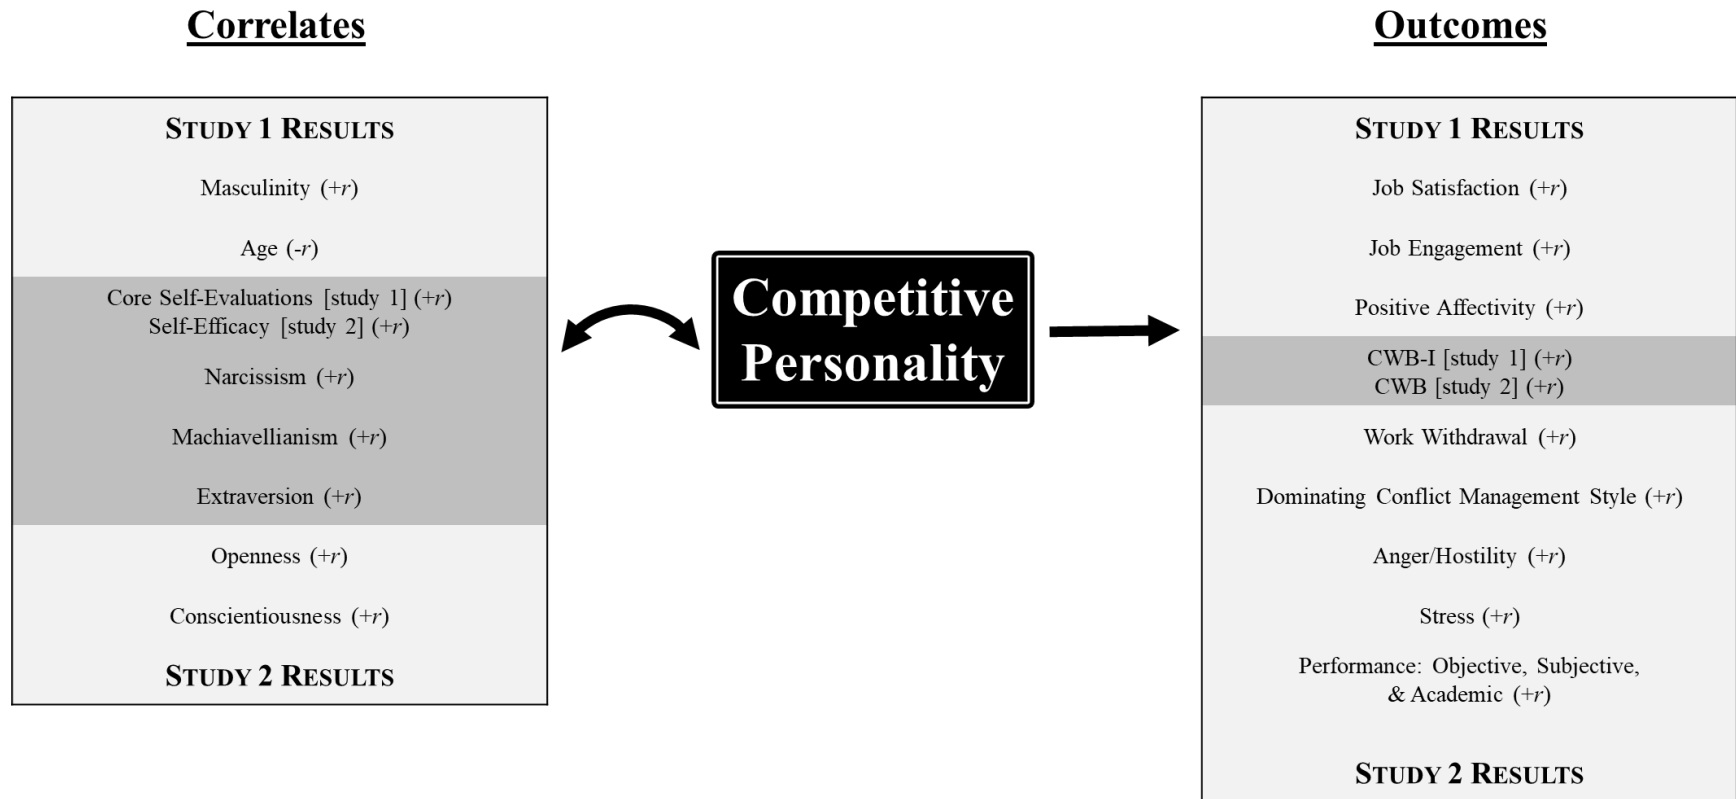 Correlates
STUDY 1 RESULTS
Masculinity (+r)
Age (-r)
Core Self-Evaluations [study 1] (+r)
Self-Efficacy [study 2] (+r)
Narcissism (+r)
Machiavellianism (+r)
Extraversion (+r)
Openness (+r)
Conscientiousness (+r)
STUDY 2 RESULTS
Competitive
Personality
Outcomes
STUDY 1 RESULTS
Job Satisfaction (+r)
Job Engagement (+r)
Positive Affectivity (+r)
CWB-I [study 1] (+r)
CWB [study 2] (+r)
Work Withdrawal (+r)
Dominating Conflict Management Style (+r)
Anger/Hostility (+r)
Stress (+r)
Performance: Objective, Subjective,
& Academic (+r)
STUDY 2 RESULTS